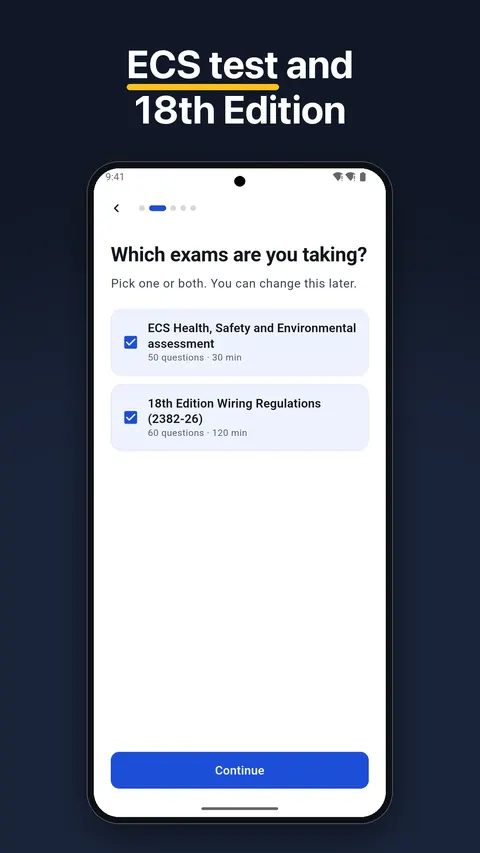 ECS test and
18th Edition
9:41
Which exams are you taking?
Pick one or both. You can change this later.
ECS Health, Safety and Environmental
assessment
50 questions · 30 min
18th Edition Wiring Regulations
(2382-26)
60 questions · 120 min
Continue